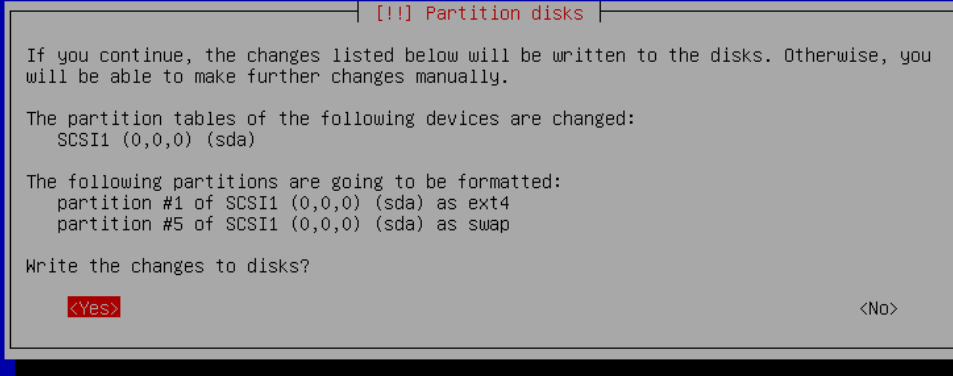 [!!] Partition disks
If you continue, the changes listed below will be written to the disks. Otherwise, you
will be able to make further changes manually.
The partition tables of the following devices are changed:
SCSI1 (0,0,0) (sda)
The following partitions are going to be formatted:
partition #1 of SCSI1 (0,0,0) (sda) as ext4
partition #5 of SCSI1 (0,0,0) (sda) as swap
Write the changes to disks?
<Yes> <No>